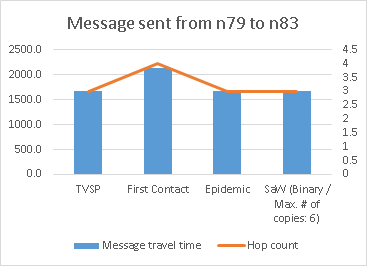 Message sent from n79 to n83
2500.0
2000.0
1500.0
1000.0
500.0
0.0
4.5
4
3.5
3
2.5
2
1.5
1
0.5
0
TVSP
First Contact
Epidemic
SaW (Binary /
Max. # of
copies: 6)
Message travel time
Hop count